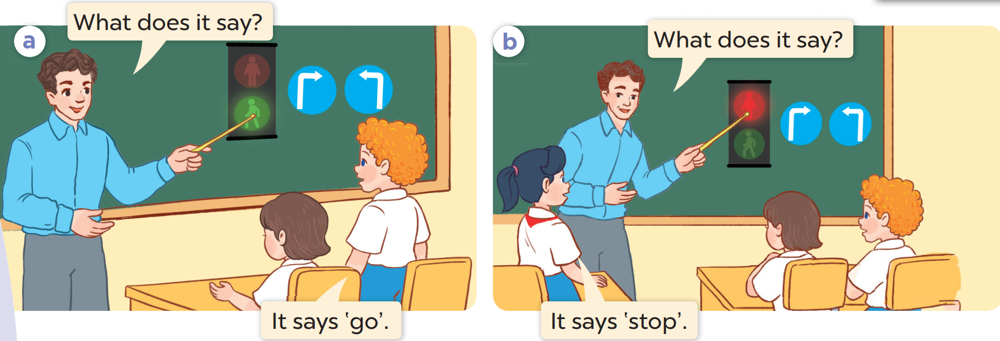 a
What does it say?
It says ‛go’.
b
What does it say?
It says ‛stop’.